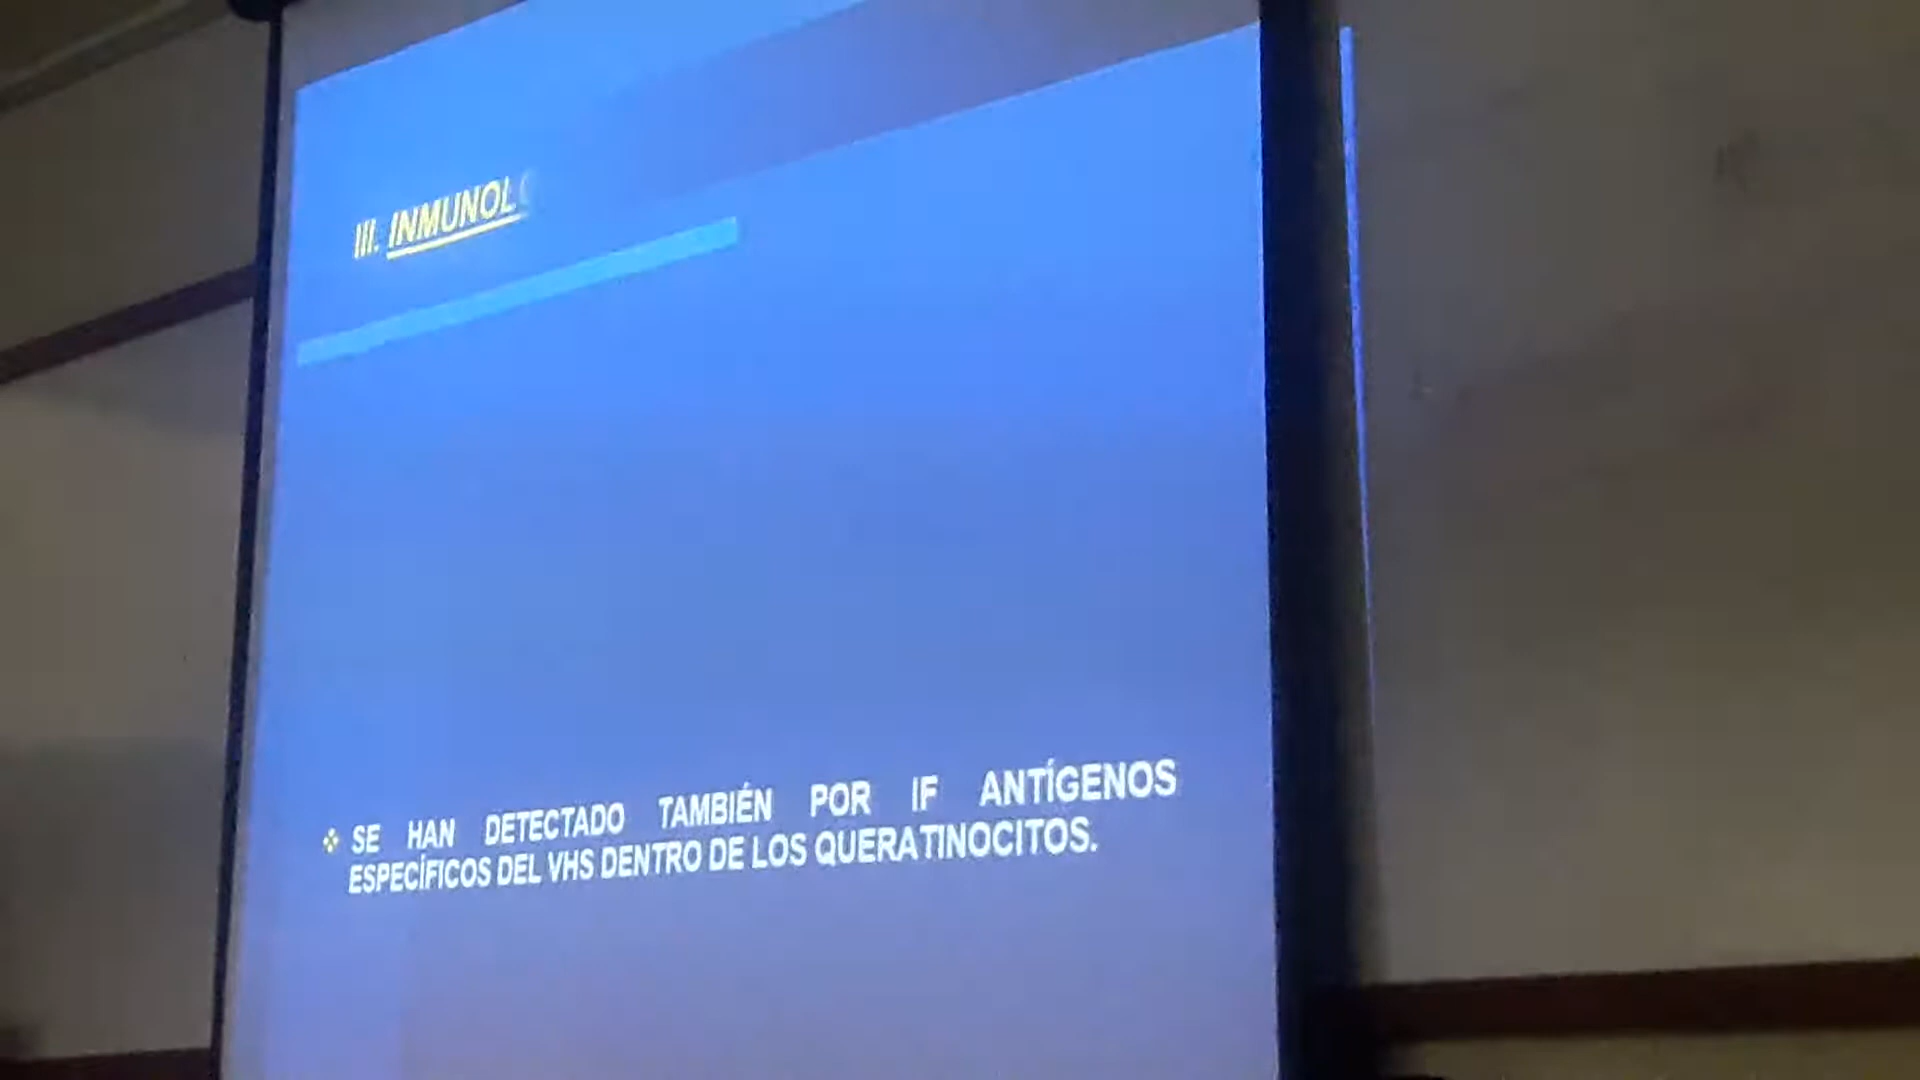 III. INMUNOL
❖ SE HAN DETECTADO TAMBIÉN POR IF ANTÍGENOS
ESPECÍFICOS DEL VHS DENTRO DE LOS QUERATINOCITOS.